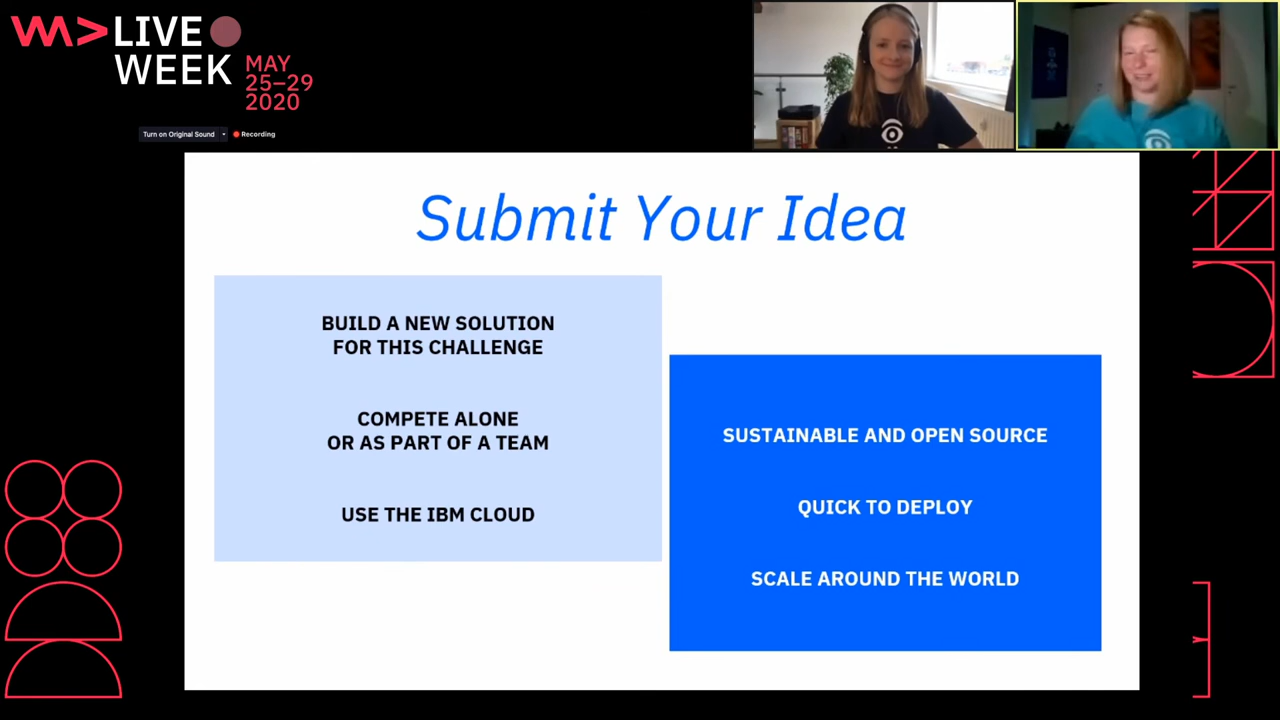 LIVE
WEEK
MAY
25–29
2020
Turn on Original Sound
Recording
Submit Your Idea
BUILD A NEW SOLUTION
FOR THIS CHALLENGE
COMPETE ALONE
OR AS PART OF A TEAM
USE THE IBM CLOUD
SUSTAINABLE AND OPEN SOURCE
QUICK TO DEPLOY
SCALE AROUND THE WORLD